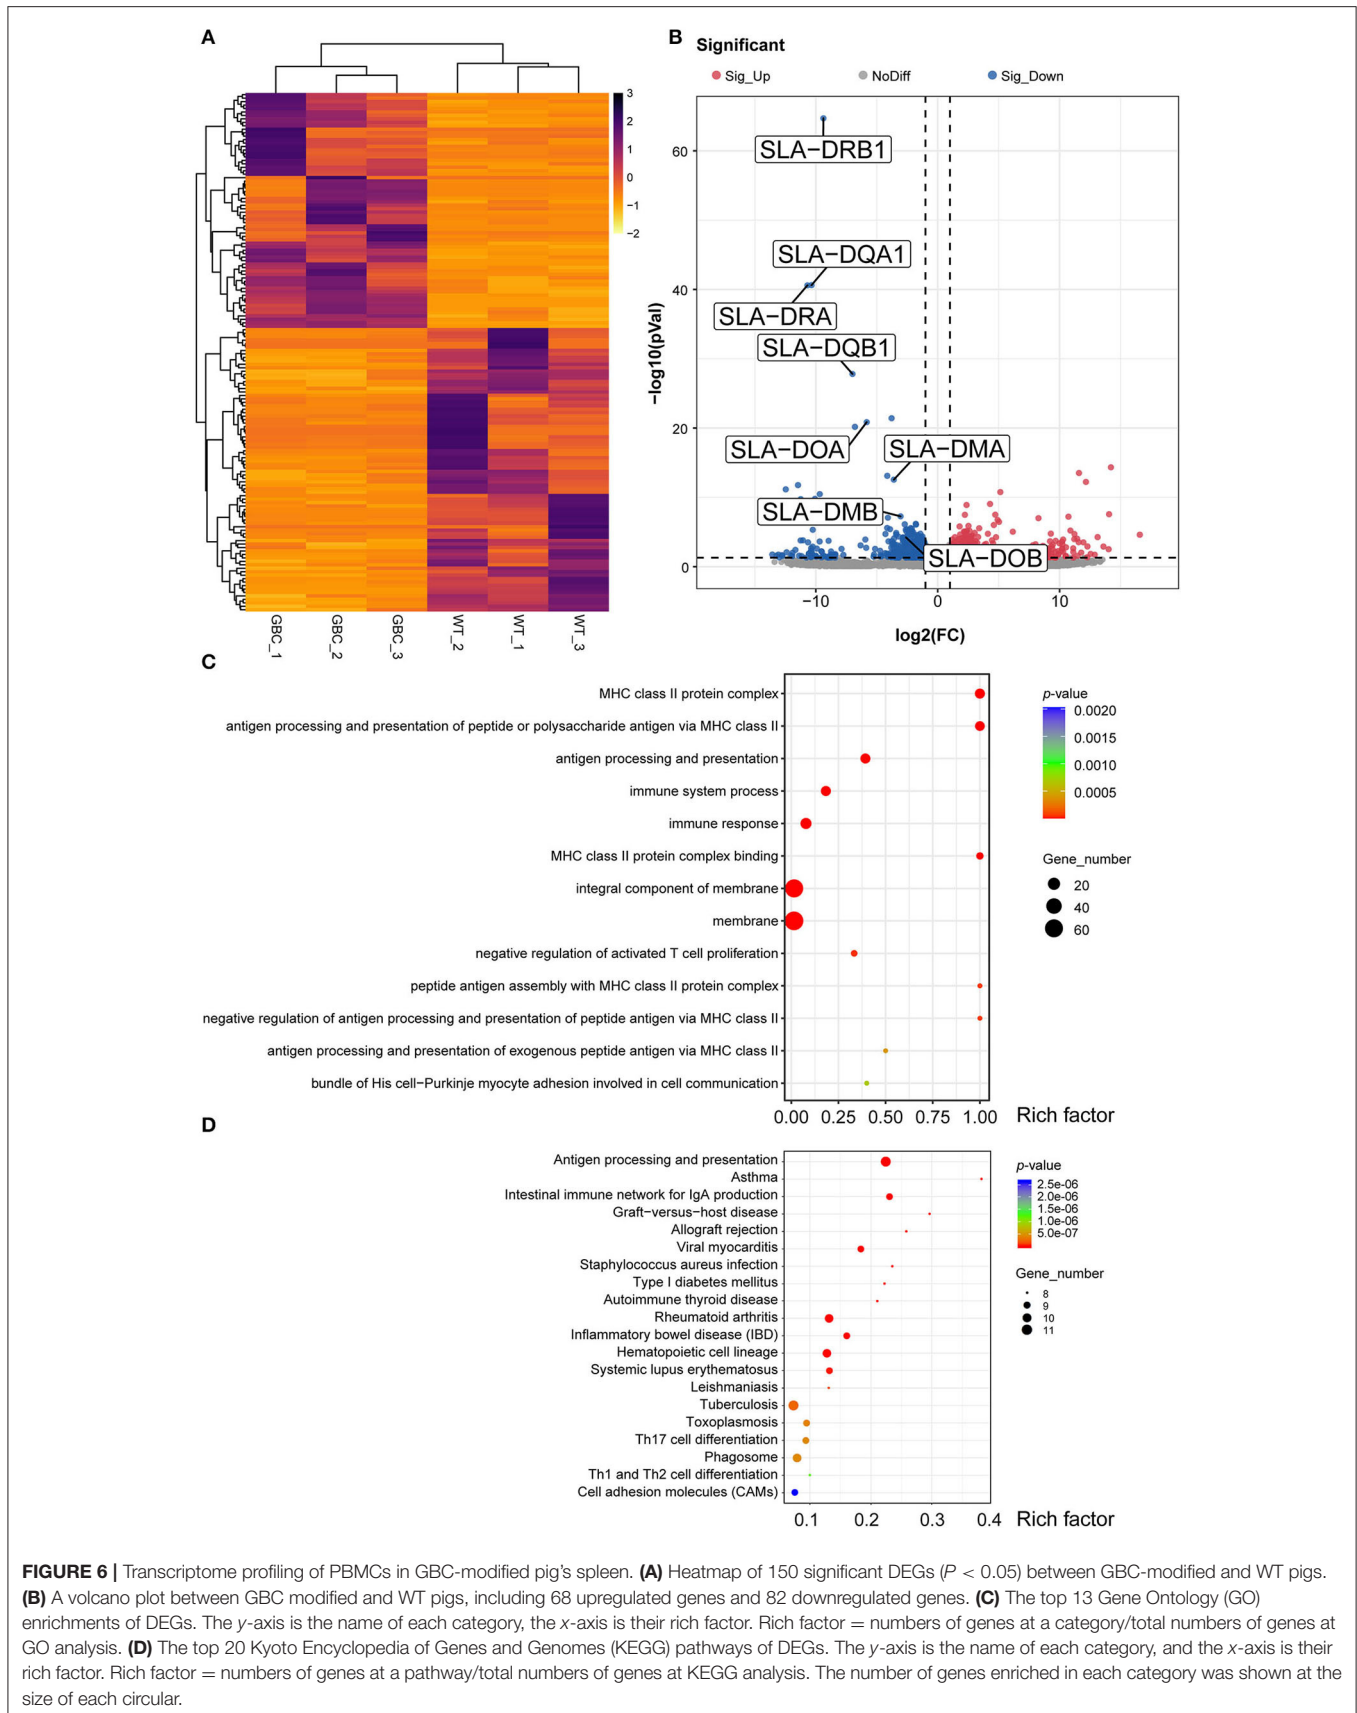 A
3
2
1
0
−1
−2
GBC_1
GBC_2
GBC_3
WT_2
WT_1
WT_3
B
Significant
Sig_Up
NoDiff
Sig_Down
SLA−DRB1
SLA−DQA1
SLA−DRA
SLA−DQB1
SLA−DOA
SLA−DMA
SLA−DMB
SLA−DOB
60
40
20
0
−log10(pVal)
−10
0
10
log2(FC)
C
MHC class II protein complex
antigen processing and presentation of peptide or polysaccharide antigen via MHC class II
antigen processing and presentation
immune system process
immune response
MHC class II protein complex binding
integral component of membrane
membrane
negative regulation of activated T cell proliferation
peptide antigen assembly with MHC class II protein complex
negative regulation of antigen processing and presentation of peptide antigen via MHC class II
antigen processing and presentation of exogenous peptide antigen via MHC class II
bundle of His cell−Purkinje myocyte adhesion involved in cell communication
0.00 0.25 0.50 0.75 1.00 Rich factor
p-value
0.0020
0.0015
0.0010
0.0005
Gene_number
20
40
60
D
Antigen processing and presentation
Asthma
Intestinal immune network for IgA production
Graft−versus−host disease
Allograft rejection
Viral myocarditis
Staphylococcus aureus infection
Type I diabetes mellitus
Autoimmune thyroid disease
Rheumatoid arthritis
Inflammatory bowel disease (IBD)
Hematopoietic cell lineage
Systemic lupus erythematosus
Leishmaniasis
Tuberculosis
Toxoplasmosis
Th17 cell differentiation
Phagosome
Th1 and Th2 cell differentiation
Cell adhesion molecules (CAMs)
0.1 0.2 0.3 0.4 Rich factor
p-value
2.5e-06
2.0e-06
1.5e-06
1.0e-06
5.0e-07
Gene_number
8
9
10
11
FIGURE 6 | Transcriptome profiling of PBMCs in GBC-modified pig's spleen. (A) Heatmap of 150 significant DEGs (P < 0.05) between GBC-modified and WT pigs.
(B) A volcano plot between GBC modified and WT pigs, including 68 upregulated genes and 82 downregulated genes. (C) The top 13 Gene Ontology (GO)
enrichments of DEGs. The y-axis is the name of each category, the x-axis is their rich factor. Rich factor = numbers of genes at a category/total numbers of genes at
GO analysis. (D) The top 20 Kyoto Encyclopedia of Genes and Genomes (KEGG) pathways of DEGs. The y-axis is the name of each category, and the x-axis is their
rich factor. Rich factor = numbers of genes at a pathway/total numbers of genes at KEGG analysis. The number of genes enriched in each category was shown at the
size of each circular.